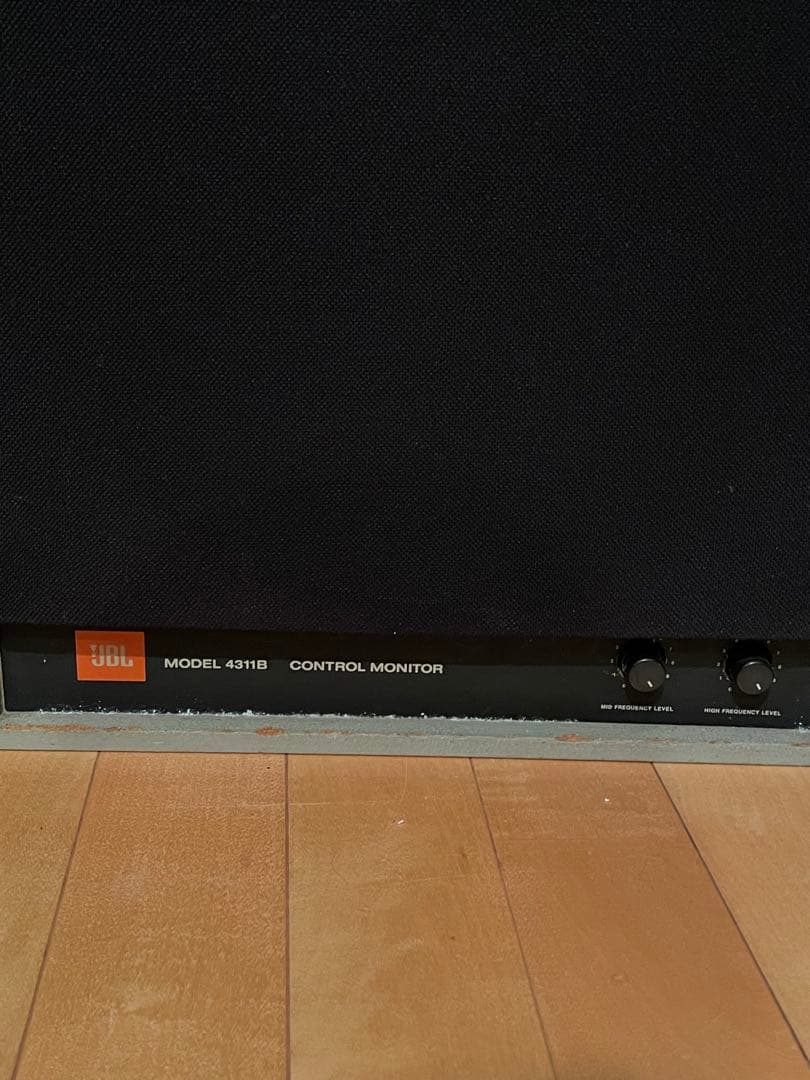 JBL MODEL 4311B CONTROL MONITOR
MID FREQUENCY LEVEL HIGH FREQUENCY LEVEL